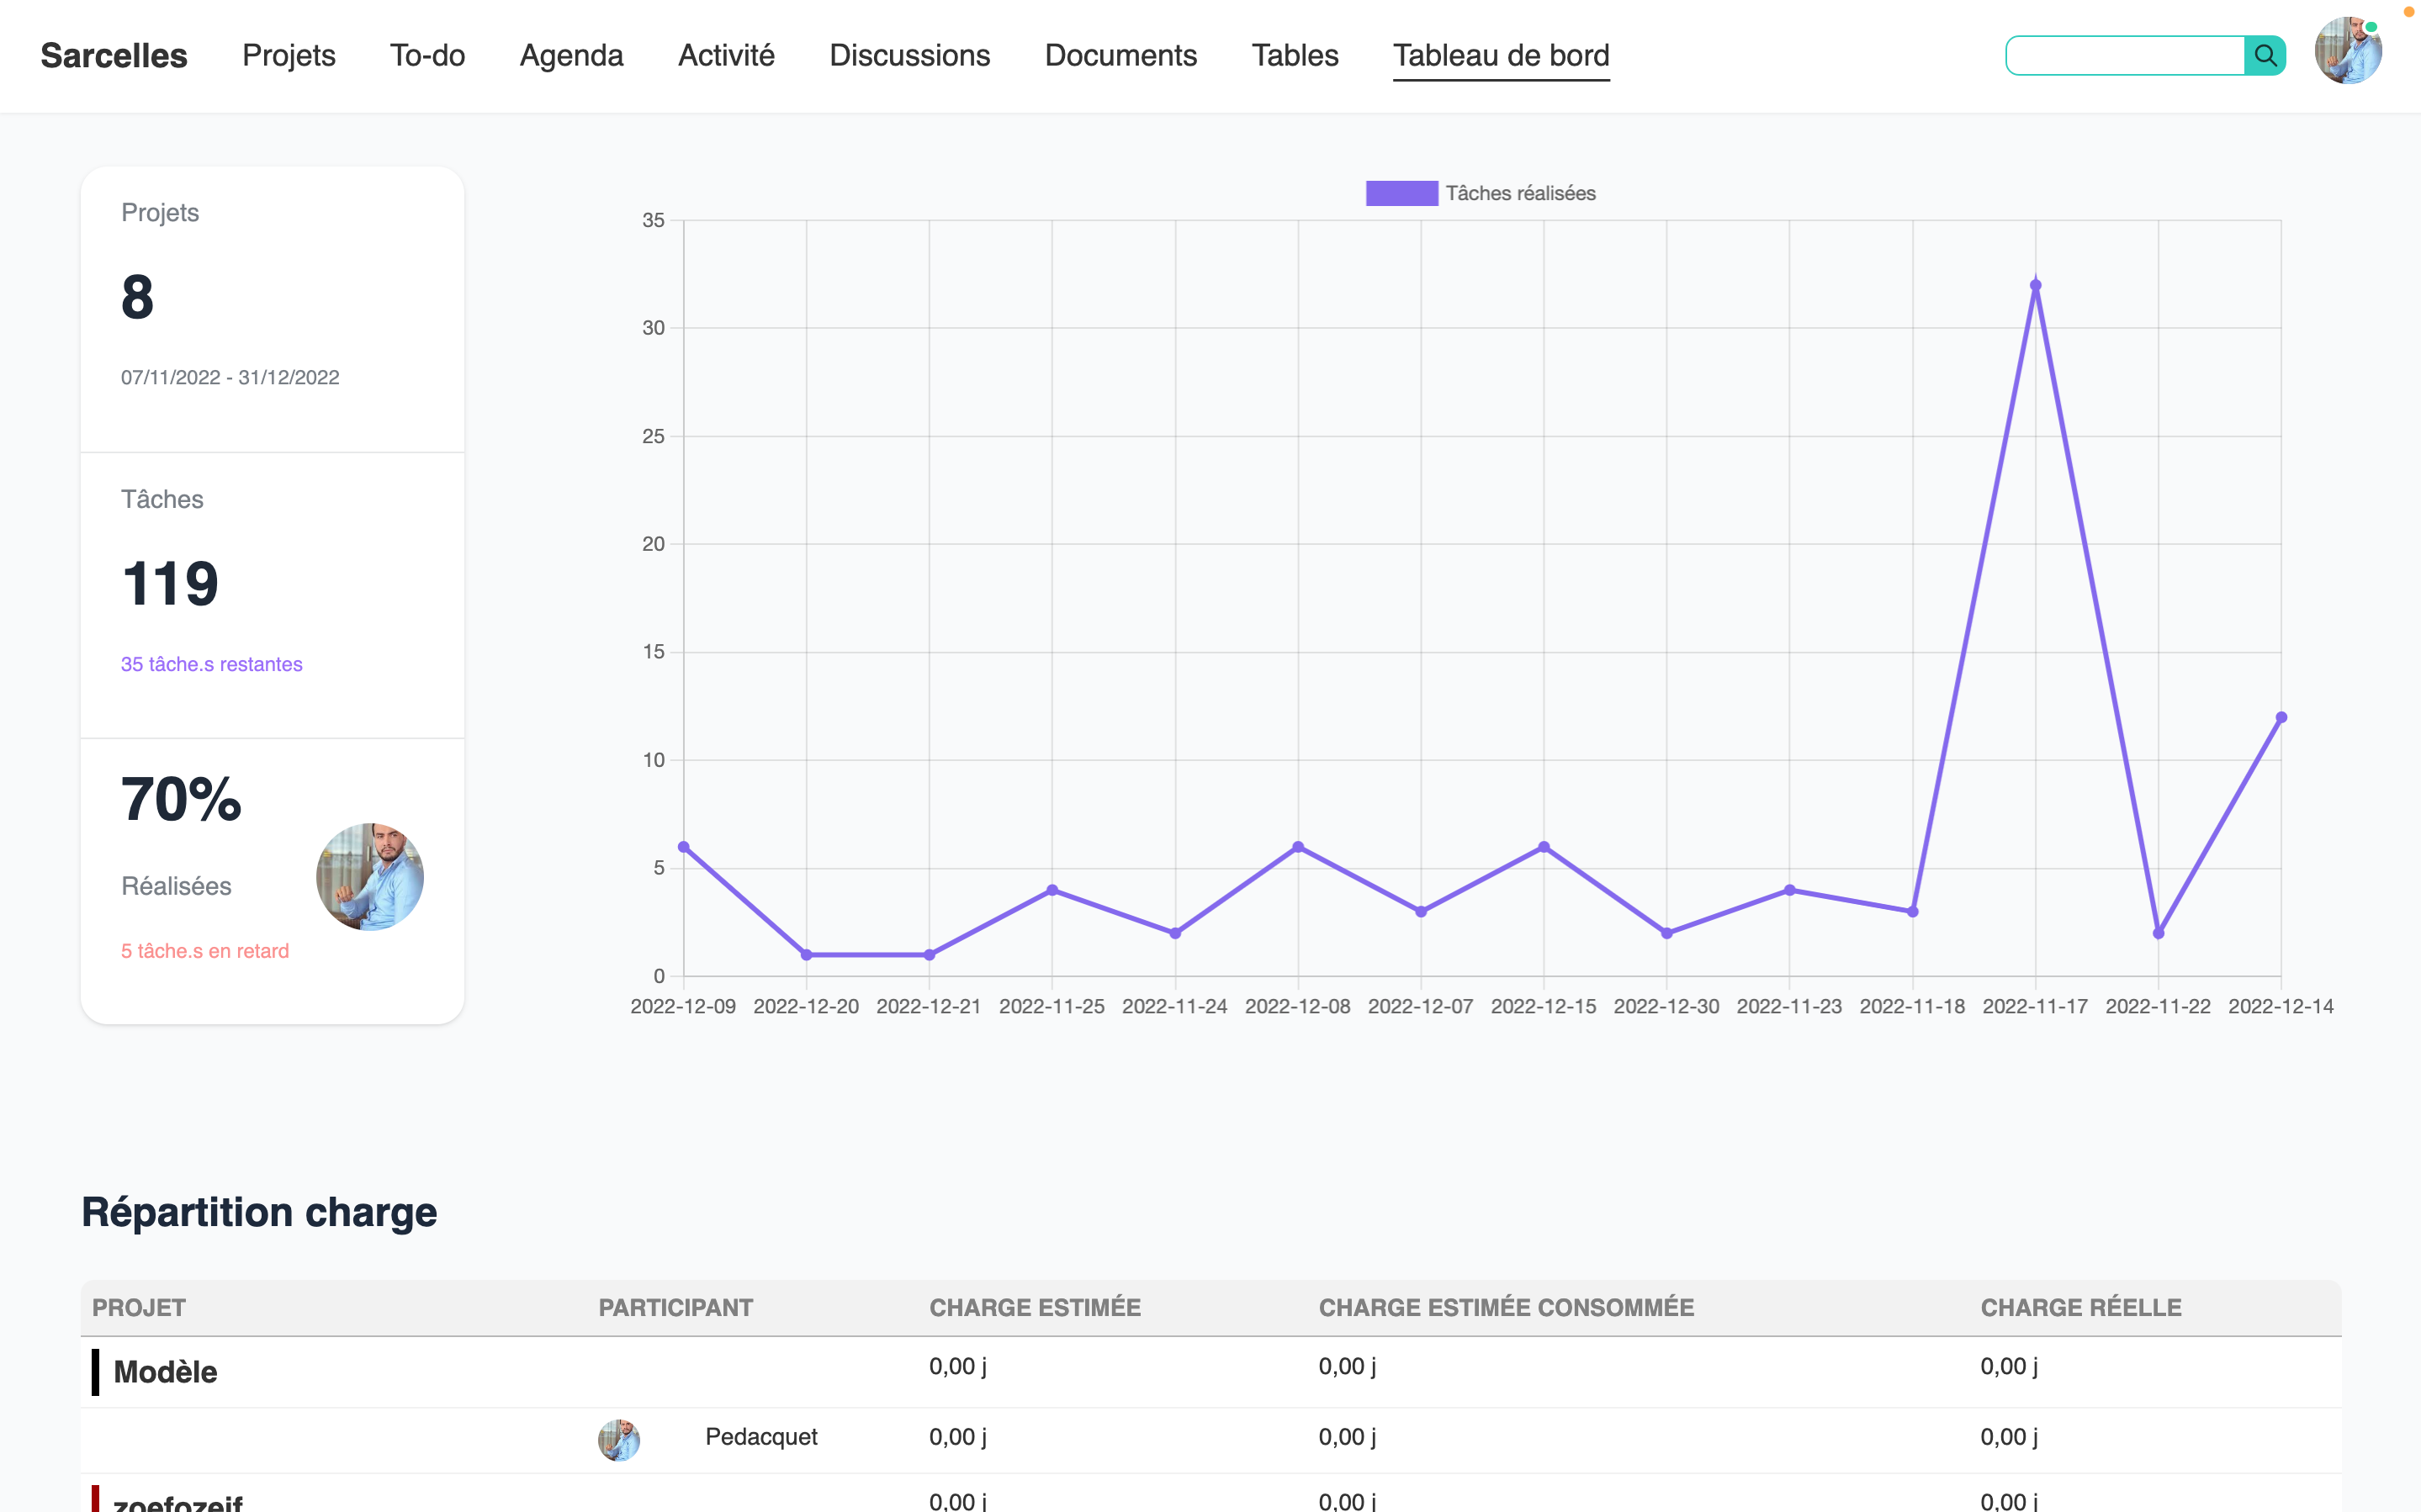 Sarcelles Projets To-do Agenda Activité Discussions Documents Tables Tableau de bord
Projets
8
07/11/2022 - 31/12/2022
Tâches
119
35 tâche.s restantes
70%
Réalisées
5 tâche.s en retard
Tâches réalisées
35
30
25
20
15
10
5
0
2022-12-09 2022-12-20 2022-12-21 2022-11-25 2022-11-24 2022-12-08 2022-12-07 2022-12-15 2022-12-30 2022-11-23 2022-11-18 2022-11-17 2022-11-22 2022-12-14
Répartition charge
PROJET PARTICIPANT CHARGE ESTIMÉE CHARGE ESTIMÉE CONSOMMÉE CHARGE RÉELLE
Modèle 0,00 j 0,00 j 0,00 j
Pedacquet 0,00 j 0,00 j 0,00 j
zoefozeif 0,00 j 0,00 j 0,00 j